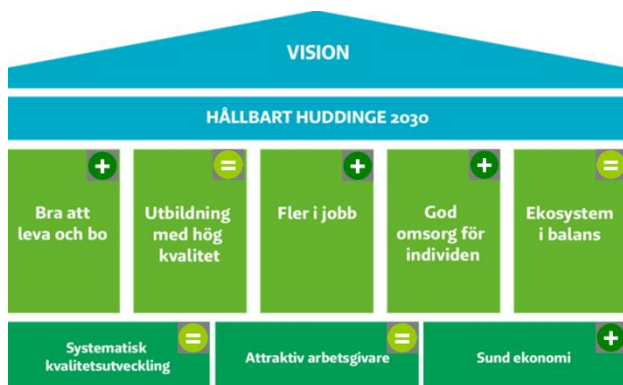 VISION
HÅLLBART HUDDINGE 2030
+
=
+
+
=
Bra att
leva och bo
Utbildning
med hög
kvalitet
Fler i jobb
God
omsorg för
individen
Ekosystem
i balans
=
=
+
Systematisk
kvalitetsutveckling
Attraktiv arbetsgivare
Sund ekonomi